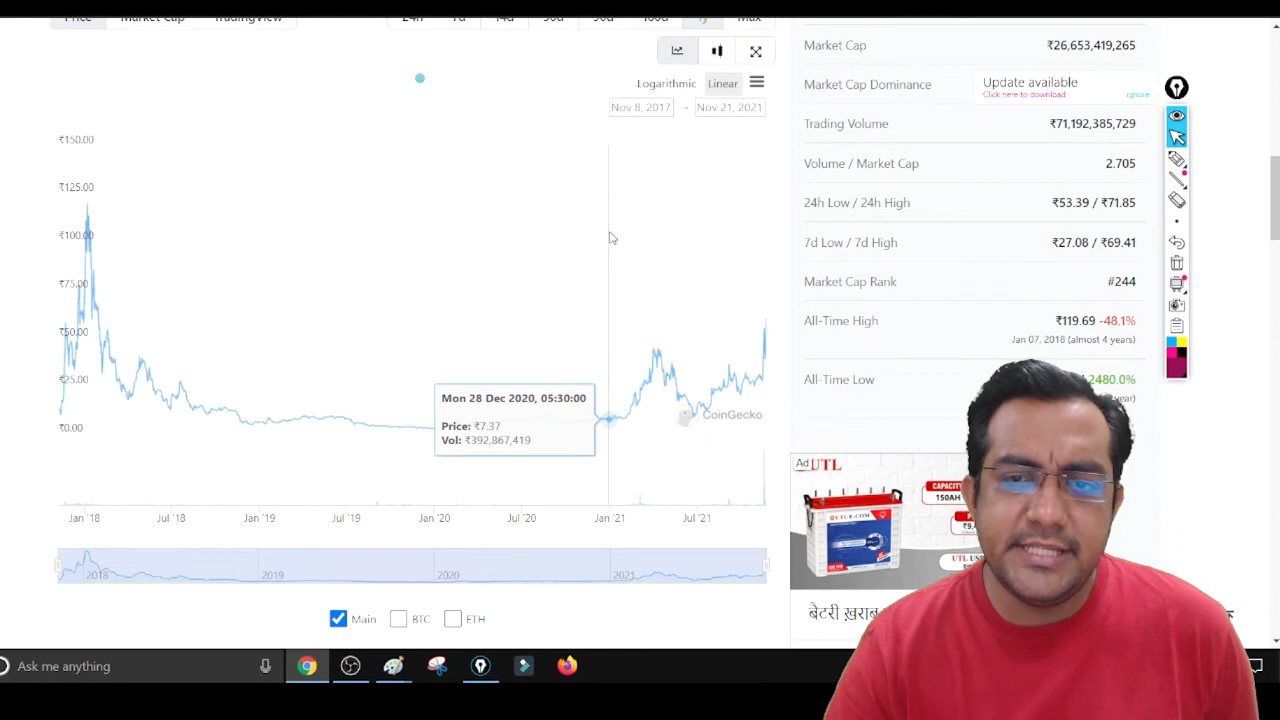 Price Market Cap TradingView 24h 7d 14d 30d 90d 180d 1y Max
Logarithmic Linear
Nov 8, 2017 → Nov 21, 2021
₹150.00
₹125.00
₹100.00
₹75.00
₹50.00
₹25.00
₹0.00
Mon 28 Dec 2020, 05:30:00
Price: ₹7.37
Vol: ₹392,867,419
CoinGecko
Jan '18 Jul '18 Jan '19 Jul '19 Jan '20 Jul '20 Jan '21 Jul '21
2018 2019 2020 2021
Main BTC ETH
Market Cap ₹26,653,419,265
Market Cap Dominance
Update available
Click here to download ignore
Trading Volume ₹71,192,385,729
Volume / Market Cap 2.705
24h Low / 24h High ₹53.39 / ₹71.85
7d Low / 7d High ₹27.08 / ₹69.41
Market Cap Rank #244
All-Time High ₹119.69 -48.1%
Jan 07, 2018 (almost 4 years)
All-Time Low 2480.0%
year)
Ad UTL
CAPACITY
150AH
UTL
बैटरी ख़राब
Ask me anything